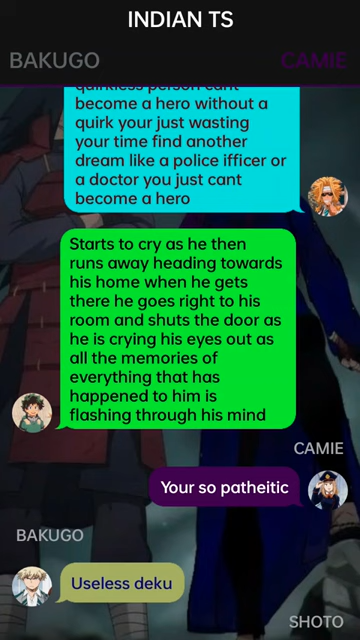 INDIAN TS
BAKUGO
CAMIE
quirkless person cant
become a hero without a
quirk your just wasting
your time find another
dream like a police ifficer or
a doctor you just cant
become a hero
Starts to cry as he then
runs away heading towards
his home when he gets
there he goes right to his
room and shuts the door as
he is crying his eyes out as
all the memories of
everything that has
happened to him is
flashing through his mind
CAMIE
Your so patheitic
BAKUGO
Useless deku
SHOTO